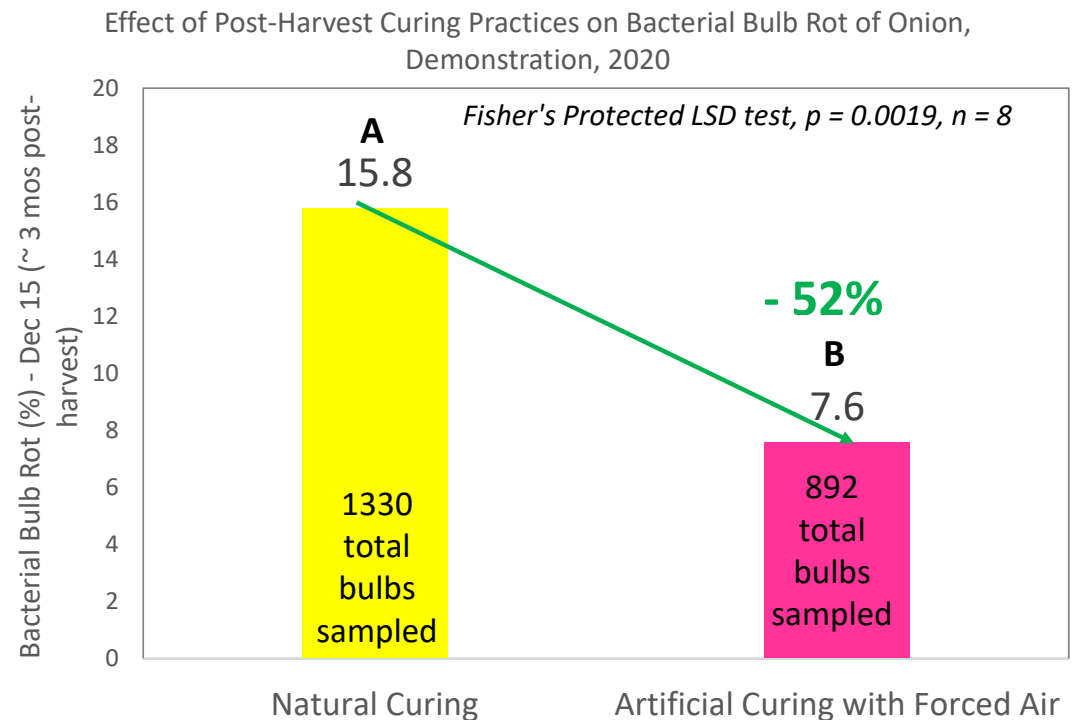 Effect of Post-Harvest Curing Practices on Bacterial Bulb Rot of Onion,
Demonstration, 2020
Bacterial Bulb Rot (%) - Dec 15 (~ 3 mos post-
harvest)
20
18
16
14
12
10
8
6
4
2
0
Fisher's Protected LSD test, p = 0.0019, n = 8
A
15.8
1330
total
bulbs
sampled
- 52%
B
7.6
892
total
bulbs
sampled
Natural Curing
Artificial Curing with Forced Air